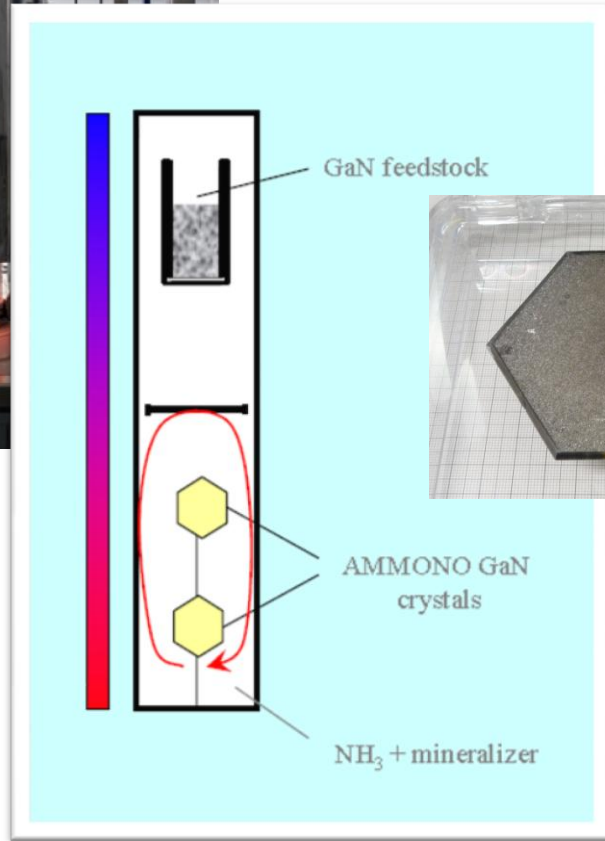 GaN feedstock
AMMONO GaN
crystals
NH₃ + mineralizer